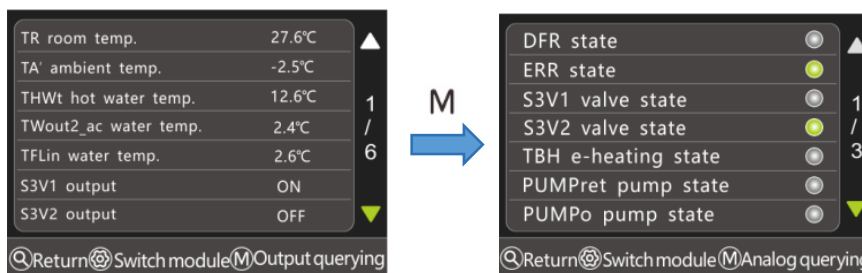 TR room temp. 27.6℃
TA' ambient temp. -2.5℃
THWt hot water temp. 12.6℃
TWout2_ac water temp. 2.4℃
TFLin water temp. 2.6℃
S3V1 output ON
S3V2 output OFF
1
/
6
Return Switch module M Output querying
M
DFR state
ERR state
S3V1 valve state
S3V2 valve state
TBH e-heating state
PUMPret pump state
PUMPo pump state
1
/
3
Return Switch module M Analog querying